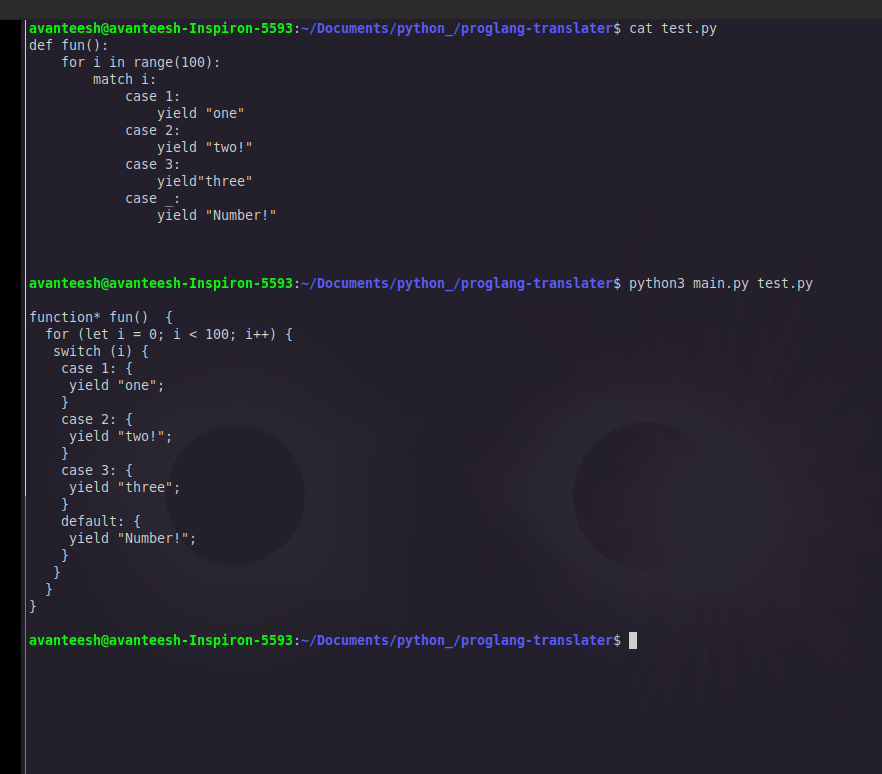 avanteesh@avanteesh-Inspiron-5593:~/Documents/python_/proglang-translater$ cat test.py
def fun():
    for i in range(100):
        match i:
            case 1:
                yield "one"
            case 2:
                yield "two!"
            case 3:
                yield"three"
            case _:
                yield "Number!"
avanteesh@avanteesh-Inspiron-5593:~/Documents/python_/proglang-translater$ python3 main.py test.py
function* fun()  {
  for (let i = 0; i < 100; i++) {
   switch (i) {
    case 1: {
     yield "one";
    }
    case 2: {
     yield "two!";
    }
    case 3: {
     yield "three";
    }
    default: {
     yield "Number!";
    }
   }
  }
}
avanteesh@avanteesh-Inspiron-5593:~/Documents/python_/proglang-translater$